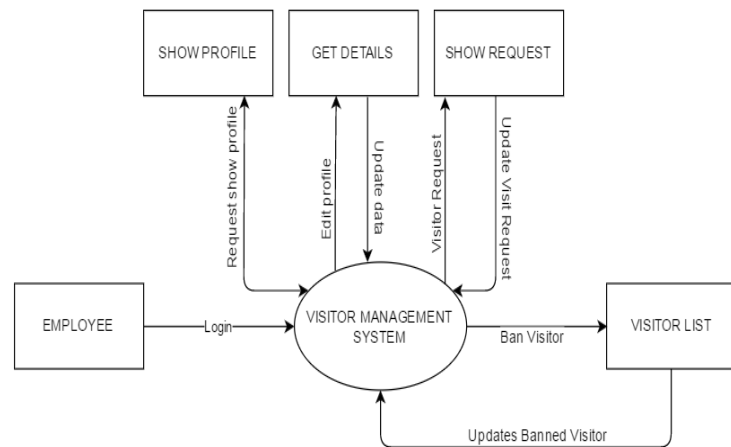 SHOW PROFILE
GET DETAILS
SHOW REQUEST
Request show profile
Edit profile
Update data
Visitor Request
Update Visit Request
EMPLOYEE
Login
VISITOR MANAGEMENT
SYSTEM
Ban Visitor
VISITOR LIST
Updates Banned Visitor